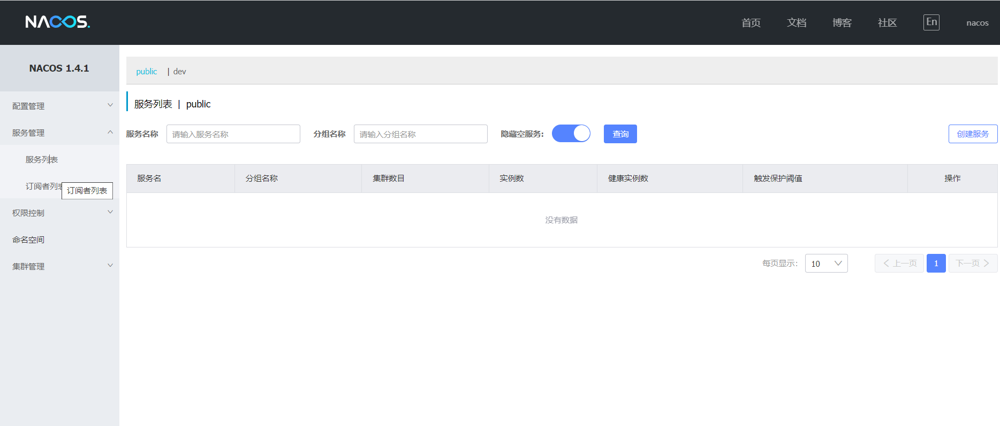 NACOS.
首页 文档 博客 社区 En nacos
NACOS 1.4.1
配置管理
服务管理
服务列表
订阅者列表
订阅者列表
权限控制
命名空间
集群管理
public | dev
服务列表 | public
服务名称 请输入服务名称 分组名称 请输入分组名称 隐藏空服务: 查询 创建服务
服务名 分组名称 集群数目 实例数 健康实例数 触发保护阈值 操作
没有数据
每页显示: 10 上一页 1 下一页